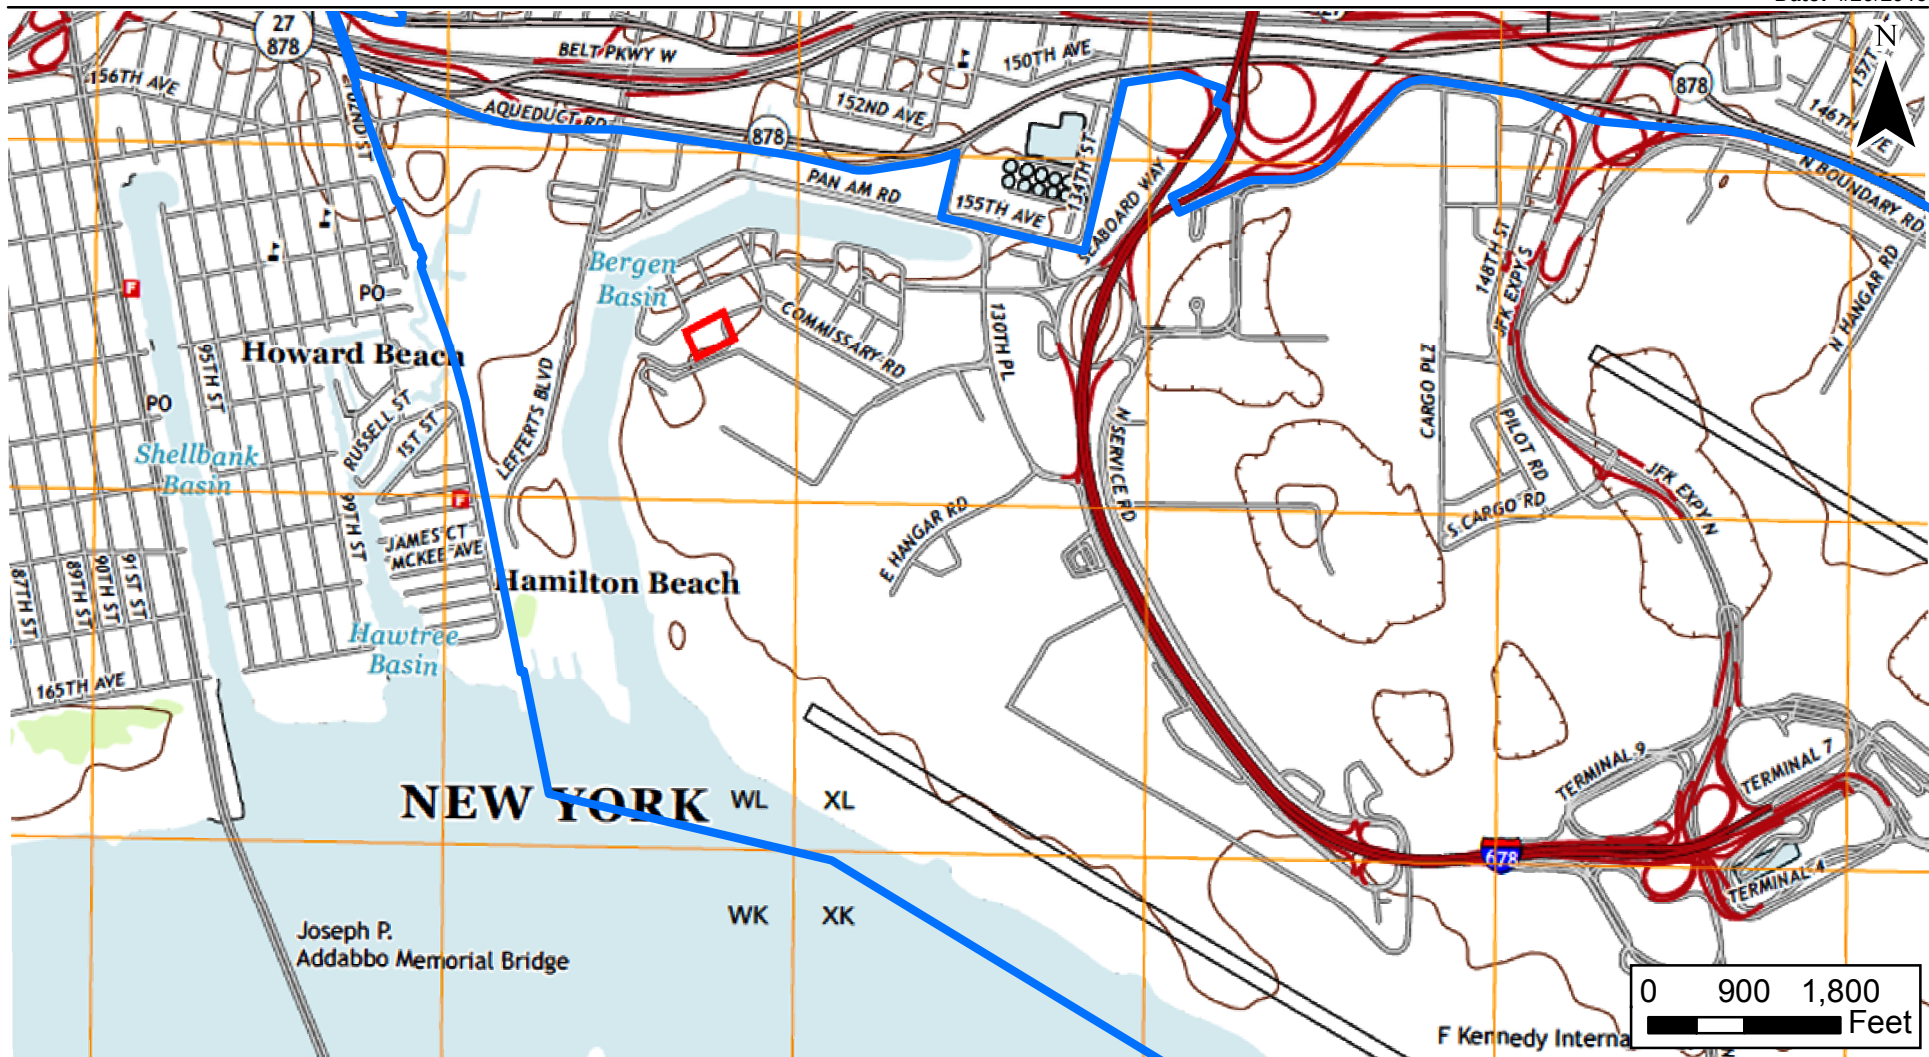 N
27
878
BELT PKWY W
150TH AVE
156TH AVE
152ND AVE
AQUEDUCT RD
878
878
146TH
157T
AVE
134TH ST
PAN AM RD
155TH AVE
SEABOARD WAY
N BOUNDARY RD
N HANGAR RD
148TH ST
JFK EXPY S
Bergen
Basin
F
PO
COMMISSARY RD
130TH PL
Howard Beach
95TH ST
PO
RUSSELL ST
1ST ST
LEFFERTS BLVD
CARGO PLZ
PILOT RD
N SERVICE RD
Shellbank
Basin
F
JFK EXPY N
S CARGO RD
E HANGAR RD
99TH ST
JAMES CT
MCKEE AVE
87TH ST
89TH ST
90TH ST
91ST ST
Hamilton Beach
Hawtree
Basin
165TH AVE
TERMINAL 9
TERMINAL 7
NEW YORK
WL
XL
678
TERMINAL 4
WK
XK
Joseph P.
Addabbo Memorial Bridge
0 900 1,800
Feet
F Kennedy Interna